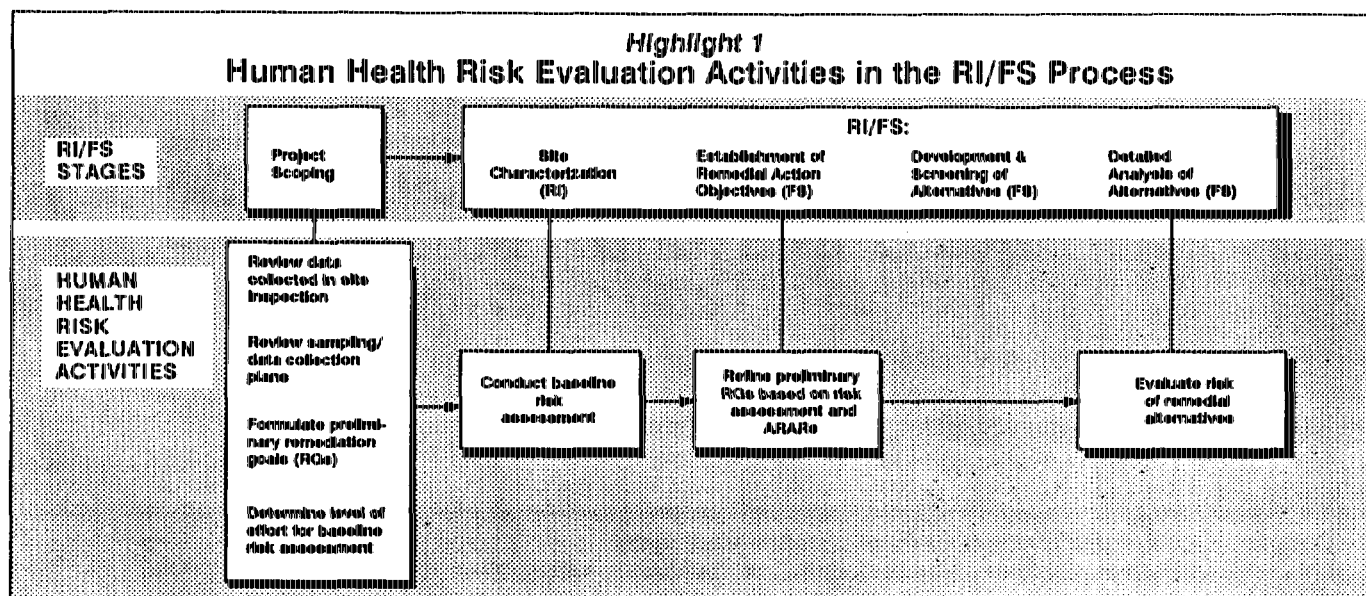 Highlight 1
Human Health Risk Evaluation Activities in the RI/FS Process
RI/FS
STAGES
Project
Scoping
RI/FS:
Site
Characterization
(RI)
Establishment of
Remedial Action
Objectives (FS)
Development &
Screening of
Alternatives (FS)
Detailed
Analysis of
Alternatives (FS)
HUMAN
HEALTH
RISK
EVALUATION
ACTIVITIES
Review data
collected in site
inspection
Review sampling/
data collection
plans
Formulate prelimi-
nary remediation
goals (RGs)
Determine level of
effort for baseline
risk assessment
Conduct baseline
risk
assessment
Refine preliminary
RGs based on risk
assessment and
ARARs
Evaluate risk
of remedial
alternatives